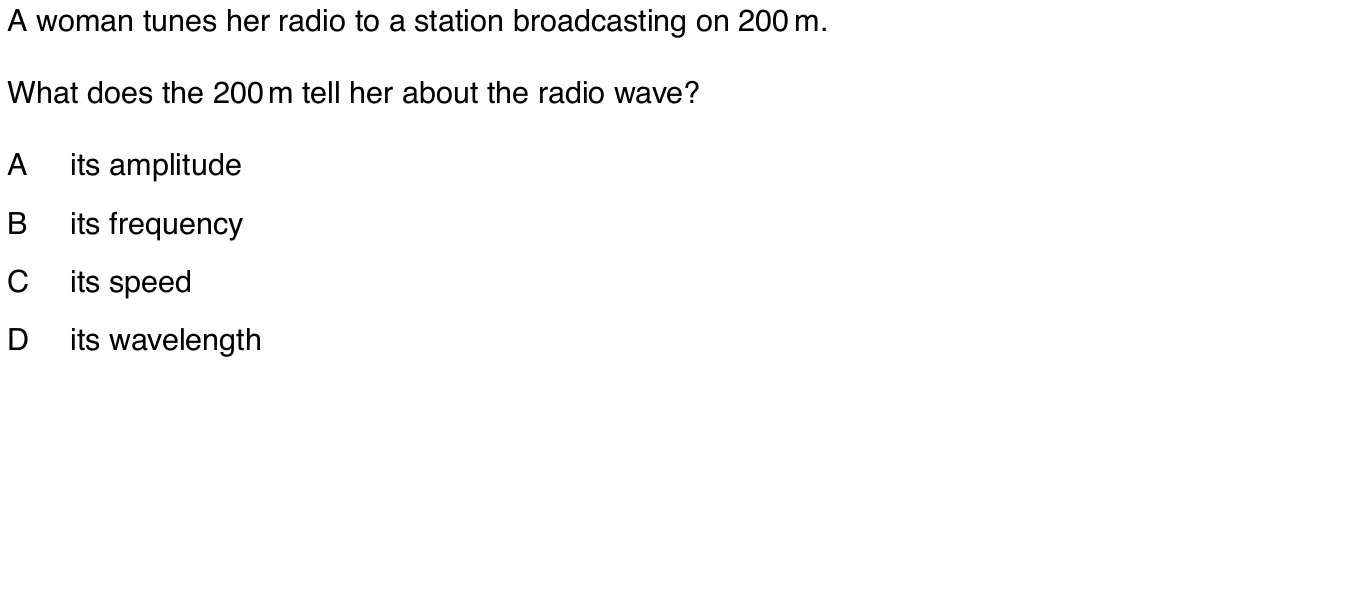 A woman tunes her radio to a station broadcasting on 200 m.
What does the 200 m tell her about the radio wave?
A its amplitude
B its frequency
C its speed
D its wavelength